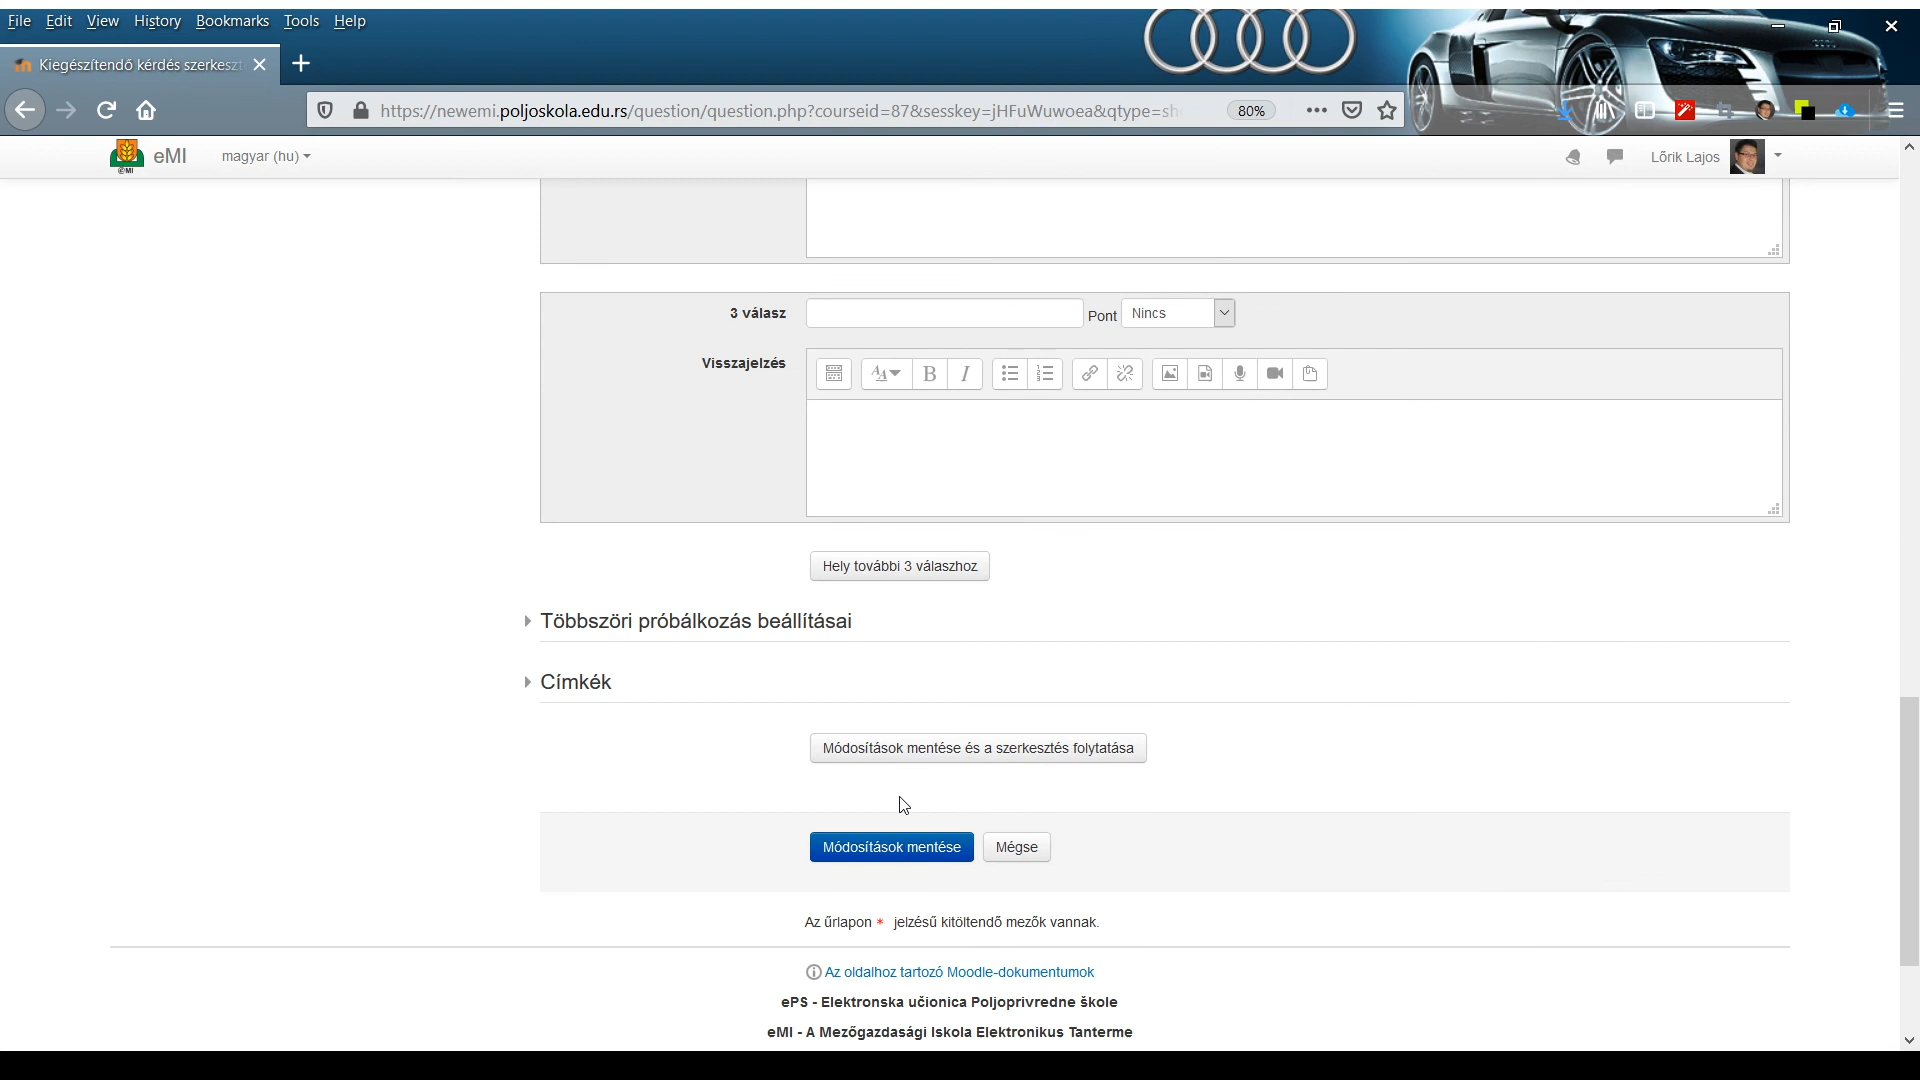 File Edit View History Bookmarks Tools Help
Kiegészítendő kérdés szerkeszt
https://newemi.poljoskola.edu.rs/question/question.php?courseid=87&sesskey=jHFuWuwoea&qtype=sh
80%
eMI
magyar (hu)
Lőrik Lajos
3 válasz
Pont
Nincs
Visszajelzés
Hely további 3 válaszhoz
Többszöri próbálkozás beállításai
Címkék
Módosítások mentése és a szerkesztés folytatása
Módosítások mentése
Mégse
Az űrlapon * jelzésű kitöltendő mezők vannak.
Az oldalhoz tartozó Moodle-dokumentumok
ePS - Elektronska učionica Poljoprivredne škole
eMI - A Mezőgazdasági Iskola Elektronikus Tanterme